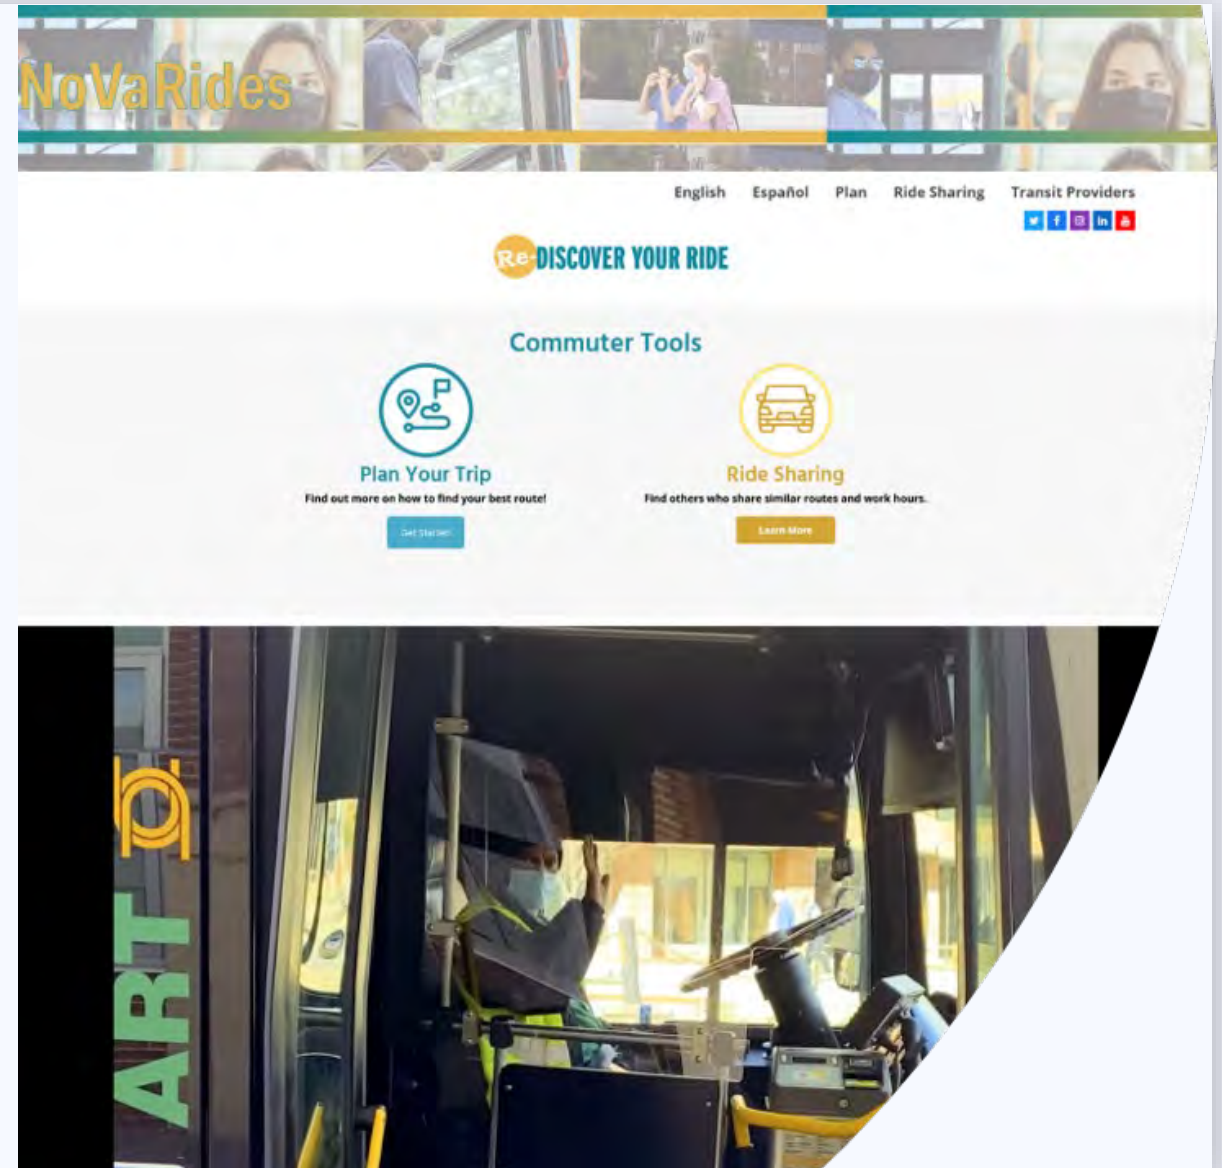 NoVaRides
English Español Plan Ride Sharing Transit Providers
Re-DISCOVER YOUR RIDE
Commuter Tools
Plan Your Trip Ride Sharing
Find out more on how to find your best route! Find others who share similar routes and work hours.
Get Started Learn More
ART